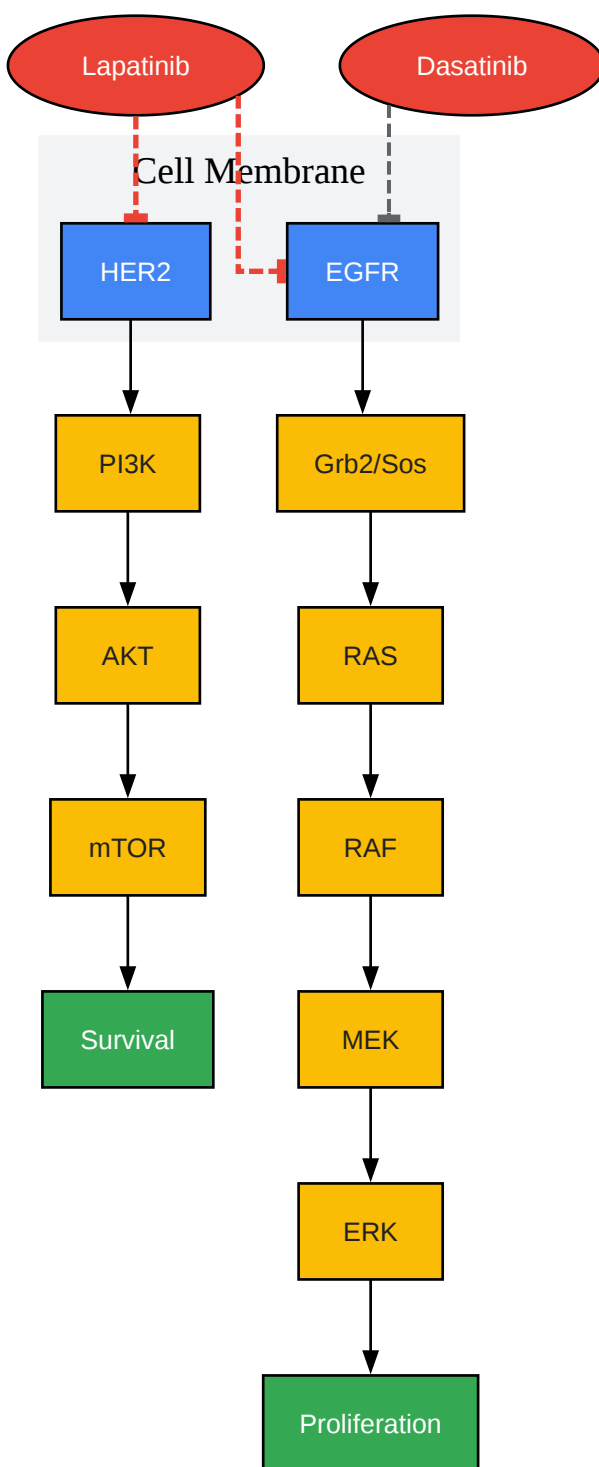 Lapatinib
Dasatinib
Cell Membrane
HER2
EGFR
PI3K
Grb2/Sos
AKT
RAS
mTOR
RAF
Survival
MEK
ERK
Proliferation